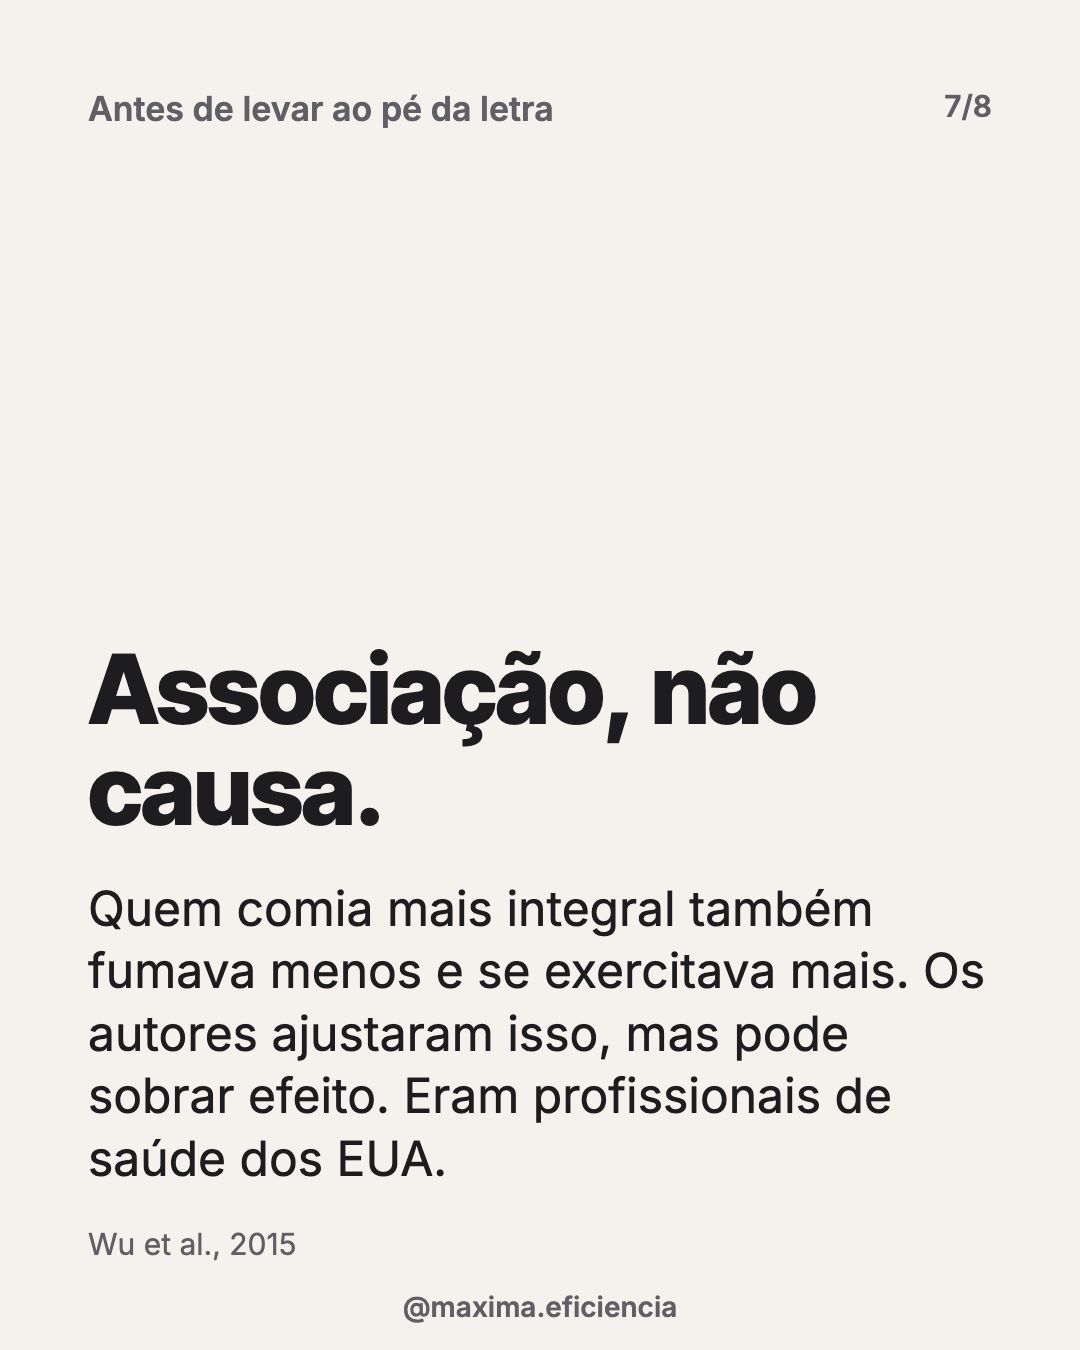 Antes de levar ao pé da letra
7/8
Associação, não
causa.
Quem comia mais integral também
fumava menos e se exercitava mais. Os
autores ajustaram isso, mas pode
sobrar efeito. Eram profissionais de
saúde dos EUA.
Wu et al., 2015
@maxima.eficiencia